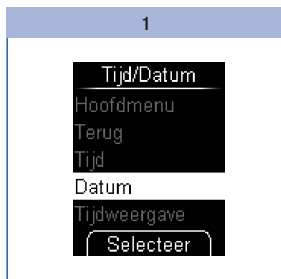 1
Tijd/Datum
Hoofdmenu
Terug
Tijd
Datum
Tijdweergave
Selecteer